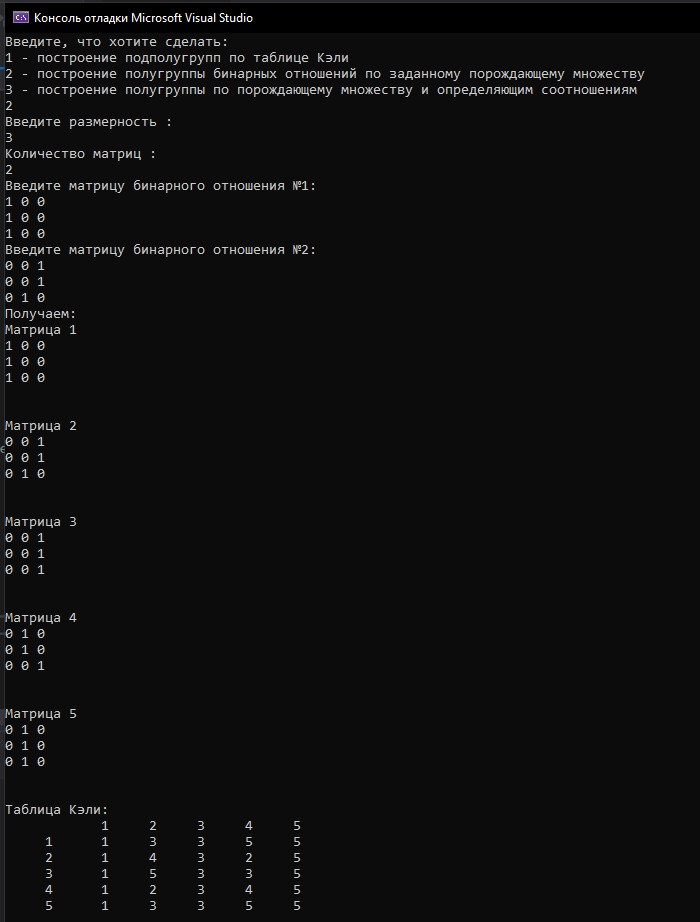 Консоль отладки Microsoft Visual Studio
Введите, что хотите сделать:
1 - построение подполугрупп по таблице Кэли
2 - построение полугруппы бинарных отношений по заданному порождающему множеству
3 - построение полугруппы по порождающему множеству и определяющим соотношениям
2
Введите размерность :
3
Количество матриц :
2
Введите матрицу бинарного отношения №1:
1 0 0
1 0 0
1 0 0
Введите матрицу бинарного отношения №2:
0 0 1
0 0 1
0 1 0
Получаем:
Матрица 1
1 0 0
1 0 0
1 0 0
Матрица 2
0 0 1
0 0 1
0 1 0
Матрица 3
0 0 1
0 0 1
0 0 1
Матрица 4
0 1 0
0 1 0
0 0 1
Матрица 5
0 1 0
0 1 0
0 1 0
Таблица Кэли:
1 2 3 4 5
1 1 3 3 5 5
2 1 4 3 2 5
3 1 5 3 3 5
4 1 2 3 4 5
5 1 3 3 5 5